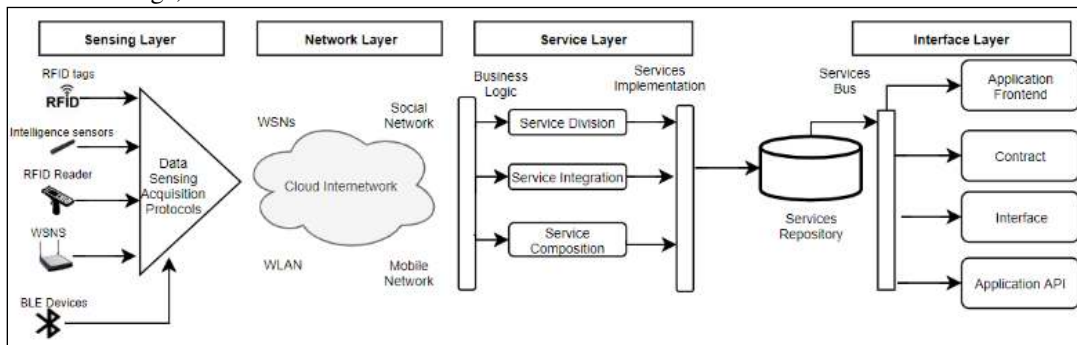 Sensing Layer
Network Layer
Service Layer
Interface Layer
RFID tags
RFID
Intelligence sensors
RFID Reader
WSNS
BLE Devices
Data
Sensing
Acquisition
Protocols
WSNs
Social
Network
Cloud Internetwork
WLAN
Mobile
Network
Business
Logic
Services
Implementation
Service Division
Service Integration
Service
Composition
Services
Repository
Services
Bus
Application
Frontend
Contract
Interface
Application API